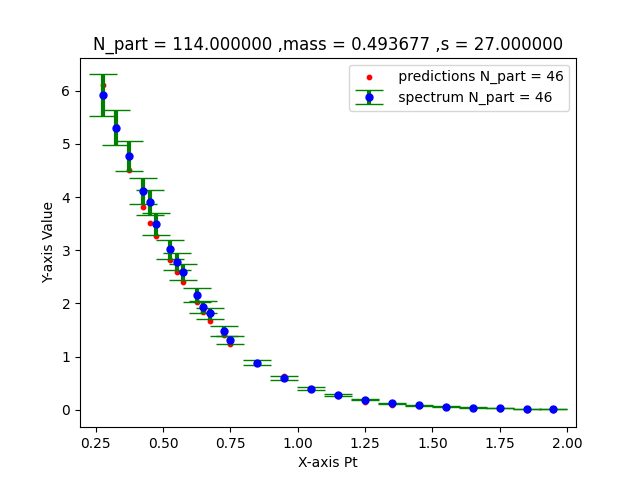 N_part = 114.000000 ,mass = 0.493677 ,s = 27.000000
predictions N_part = 46
spectrum N_part = 46
Y-axis Value
6
5
4
3
2
1
0
0.25 0.50 0.75 1.00 1.25 1.50 1.75 2.00
X-axis Pt